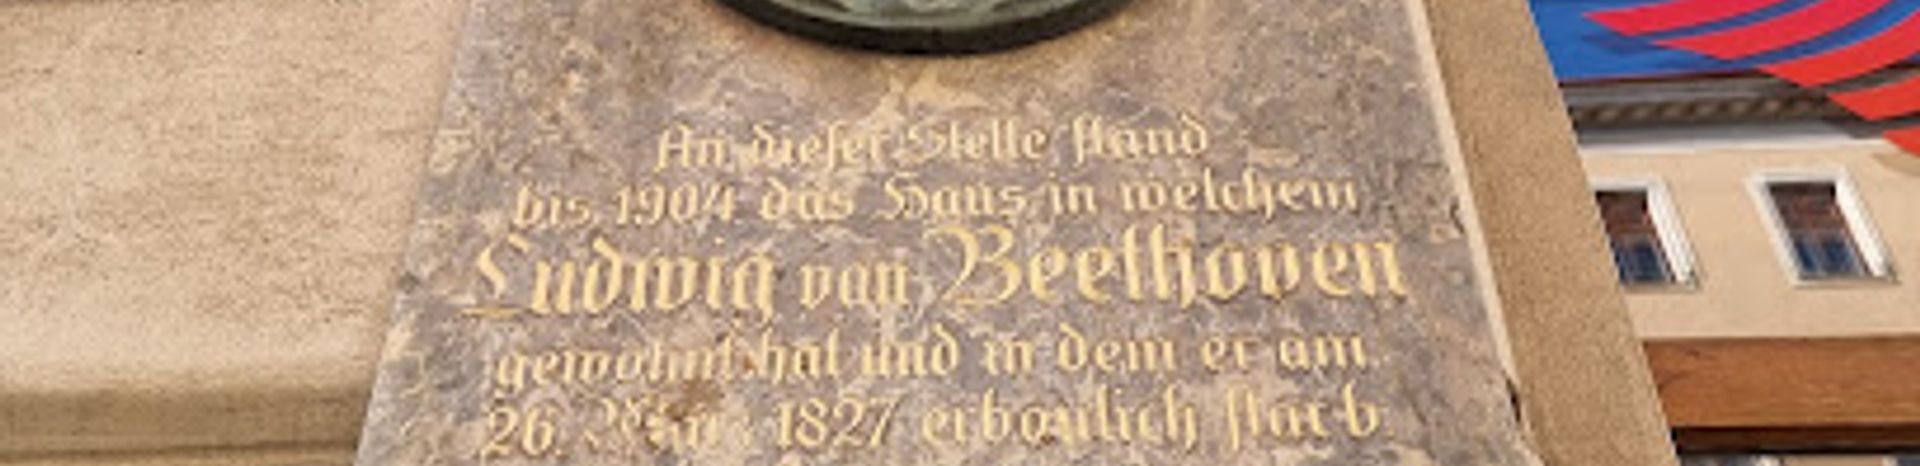 An dieser Stelle stand
bis 1904 das Haus in welchem
Ludwig van Beethoven
gewohnt hat und in dem er am
26. März 1827 starb